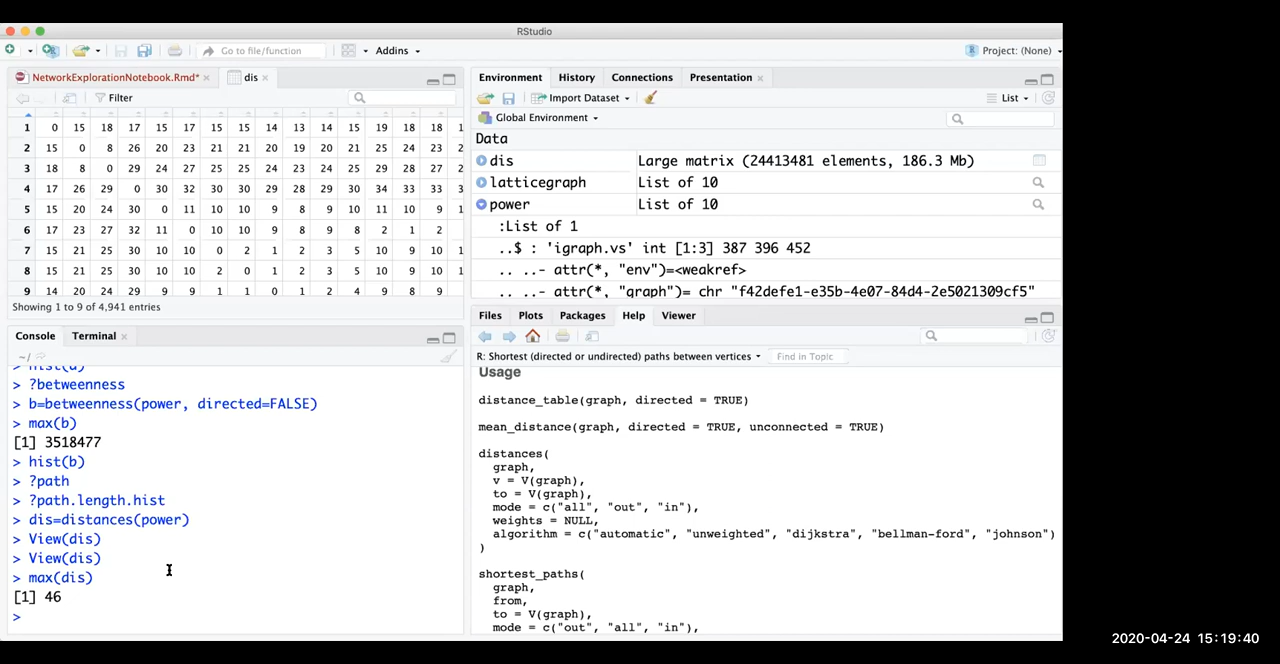 RStudio
Go to file/function
Addins
Project: (None)
NetworkExplorationNotebook.Rmd*
dis
Filter
1 0 15 18 17 15 17 15 15 14 13 14 15 19 18 18 1
2 15 0 8 26 20 23 21 21 20 19 20 21 25 24 23 2
3 18 8 0 29 24 27 25 25 24 23 24 25 29 28 27 2
4 17 26 29 0 30 32 30 30 29 28 29 30 34 33 33 3
5 15 20 24 30 0 11 10 10 9 8 9 10 11 10 9 1
6 17 23 27 32 11 0 10 10 9 8 9 8 2 1 2
7 15 21 25 30 10 10 0 2 1 2 3 5 10 9 10 1
8 15 21 25 30 10 10 2 0 1 2 3 5 10 9 10 1
9 14 20 24 29 9 9 1 1 0 1 2 4 9 8 9
Showing 1 to 9 of 4,941 entries
Console Terminal
~/
> hist(d)
> ?betweenness
> b=betweenness(power, directed=FALSE)
> max(b)
[1] 3518477
> hist(b)
> ?path
> ?path.length.hist
> dis=distances(power)
> View(dis)
> View(dis)
> max(dis)
[1] 46
>
Environment History Connections Presentation
Import Dataset
List
Global Environment
Data
dis Large matrix (24413481 elements, 186.3 Mb)
latticegraph List of 10
power List of 10
:List of 1
..$ : 'igraph.vs' int [1:3] 387 396 452
.. ..- attr(*, "env")=<weakref>
.. ..- attr(*, "graph")= chr "f42defe1-e35b-4e07-84d4-2e5021309cf5"
Files Plots Packages Help Viewer
R: Shortest (directed or undirected) paths between vertices
Find in Topic
Usage
distance_table(graph, directed = TRUE)
mean_distance(graph, directed = TRUE, unconnected = TRUE)
distances(
graph,
v = V(graph),
to = V(graph),
mode = c("all", "out", "in"),
weights = NULL,
algorithm = c("automatic", "unweighted", "dijkstra", "bellman-ford", "johnson")
)
shortest_paths(
graph,
from,
to = V(graph),
mode = c("out", "all", "in"),
2020-04-24 15:19:40